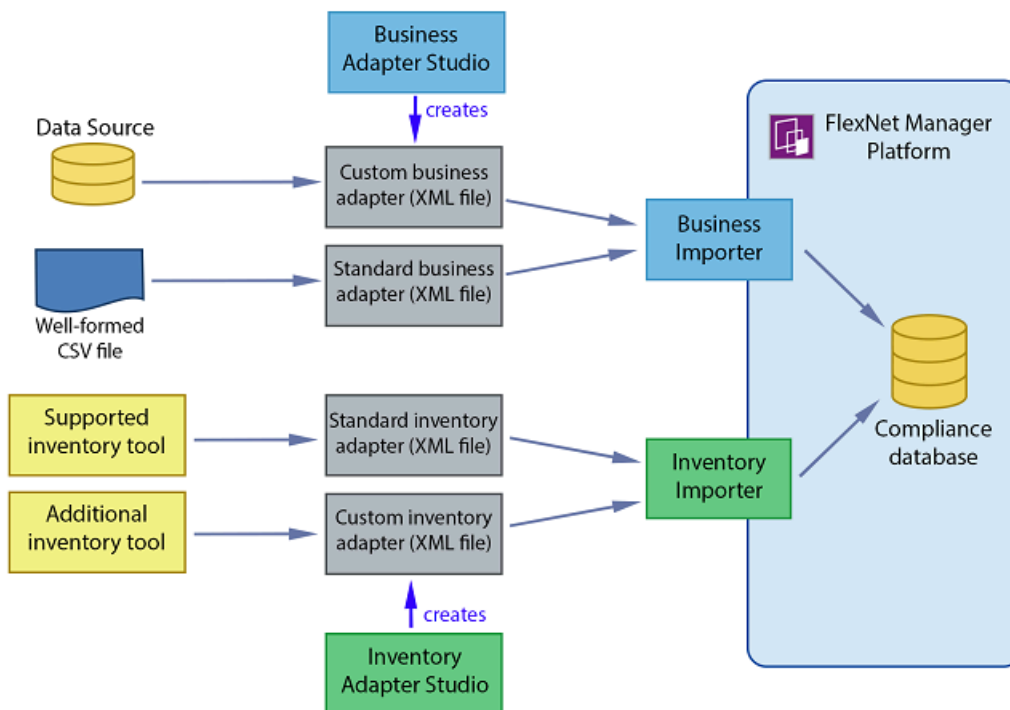 Business
Adapter Studio
creates
Data Source
Custom business
adapter (XML file)
FlexNet Manager
Platform
Business
Importer
Standard business
adapter (XML file)
Well-formed
CSV file
Compliance
database
Supported
inventory tool
Standard inventory
adapter (XML file)
Inventory
Importer
Additional
inventory tool
Custom inventory
adapter (XML file)
creates
Inventory
Adapter Studio